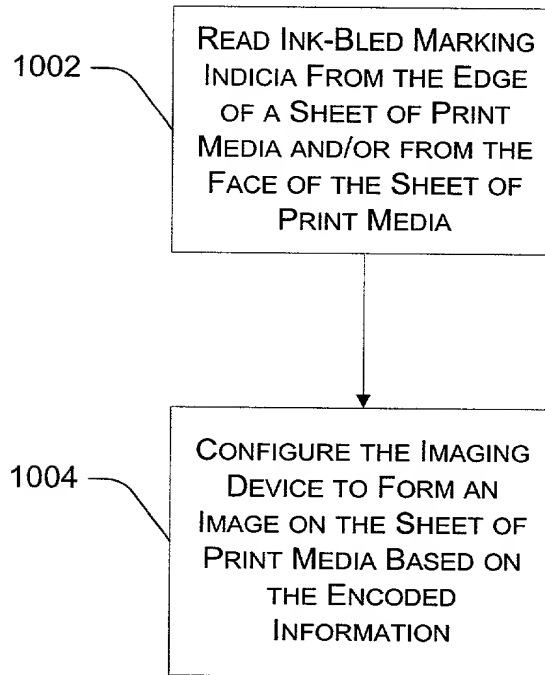 1002
READ INK-BLED MARKING
INDICIA FROM THE EDGE
OF A SHEET OF PRINT
MEDIA AND/OR FROM THE
FACE OF THE SHEET OF
PRINT MEDIA
1004
CONFIGURE THE IMAGING
DEVICE TO FORM AN
IMAGE ON THE SHEET OF
PRINT MEDIA BASED ON
THE ENCODED
INFORMATION